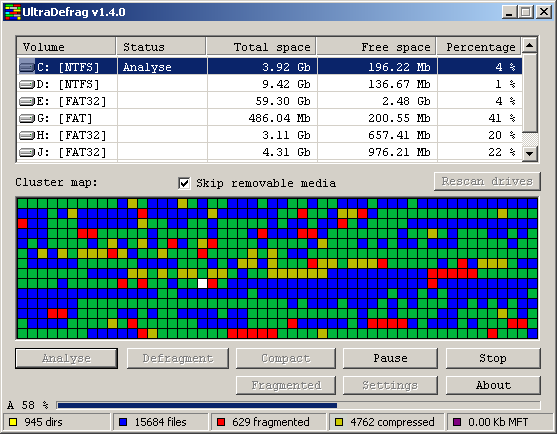 UltraDefrag v1.4.0
Volume Status Total space Free space Percentage
C: [NTFS] Analyse 3.92 Gb 196.22 Mb 4 %
D: [NTFS] 9.42 Gb 136.67 Mb 1 %
E: [FAT32] 59.30 Gb 2.48 Gb 4 %
G: [FAT] 486.04 Mb 200.55 Mb 41 %
H: [FAT32] 3.11 Gb 657.41 Mb 20 %
J: [FAT32] 4.31 Gb 976.21 Mb 22 %
Cluster map: Skip removable media Rescan drives
Analyse Defragment Compact Pause Stop
Fragmented Settings About
A 58 %
945 dirs 15684 files 629 fragmented 4762 compressed 0.00 Kb MFT